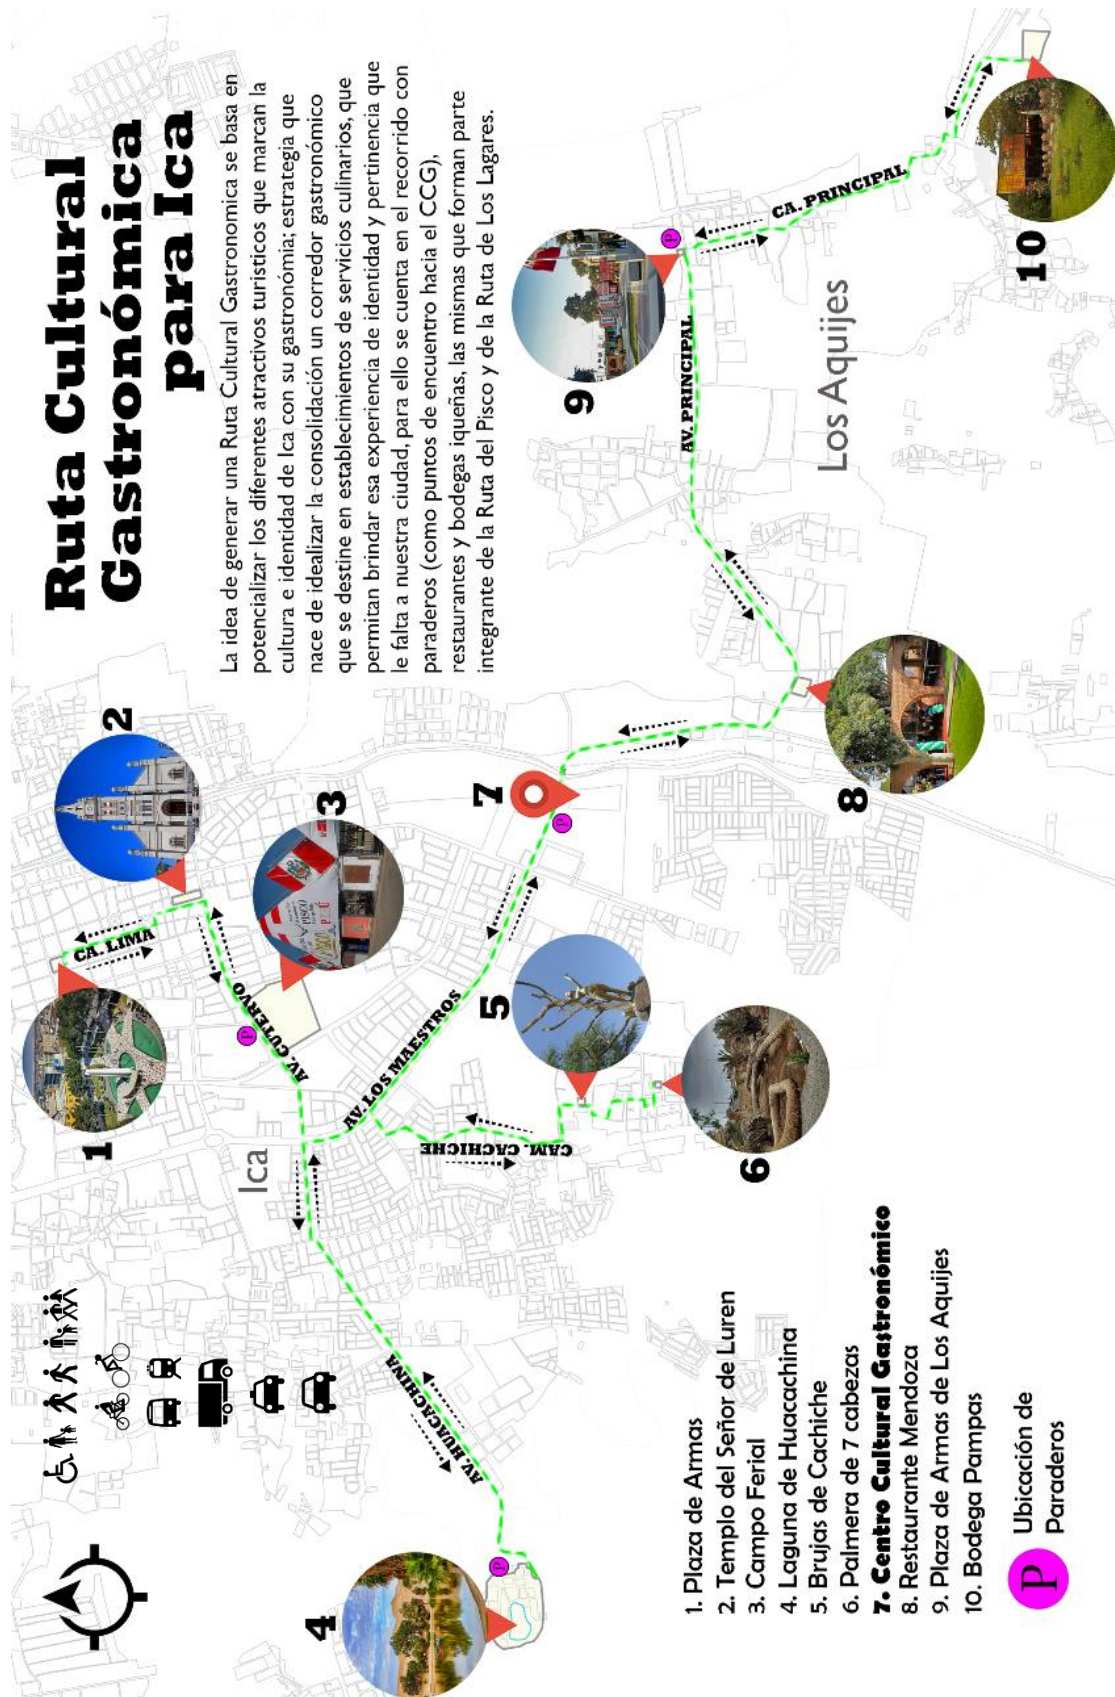 Ruta Cultural
Gastronómica
para Ica
La idea de generar una Ruta Cultural Gastronomica se basa en
potencializar los diferentes atractivos turisticos que marcan la
cultura e identidad de Ica con su gastronómia; estrategia que
nace de idealizar la consolidación un corredor gastronómico
que se destine en establecimientos de servicios culinarios, que
permitan brindar esa experiencia de identidad y pertinencia que
le falta a nuestra ciudad, para ello se cuenta en el recorrido con
paraderos (como puntos de encuentro hacia el CCG),
restaurantes y bodegas iqueñas, las mismas que forman parte
integrante de la Ruta del Pisco y de la Ruta de Los Lagares.
1
2
3
4
5
6
7
8
9
10
CA. LIMA
AV. CUTERVO
Ica
AV. LOS MAESTROS
CAM. CACHICHE
AV. HUACACHINA
AV. PRINCIPAL
CA. PRINCIPAL
Los Aquijes
P
P
P
P
PISCO
1. Plaza de Armas
2. Templo del Señor de Luren
3. Campo Ferial
4. Laguna de Huacachina
5. Brujas de Cachiche
6. Palmera de 7 cabezas
7. Centro Cultural Gastronómico
8. Restaurante Mendoza
9. Plaza de Armas de Los Aquijes
10. Bodega Pampas
P
Ubicación de
Paraderos